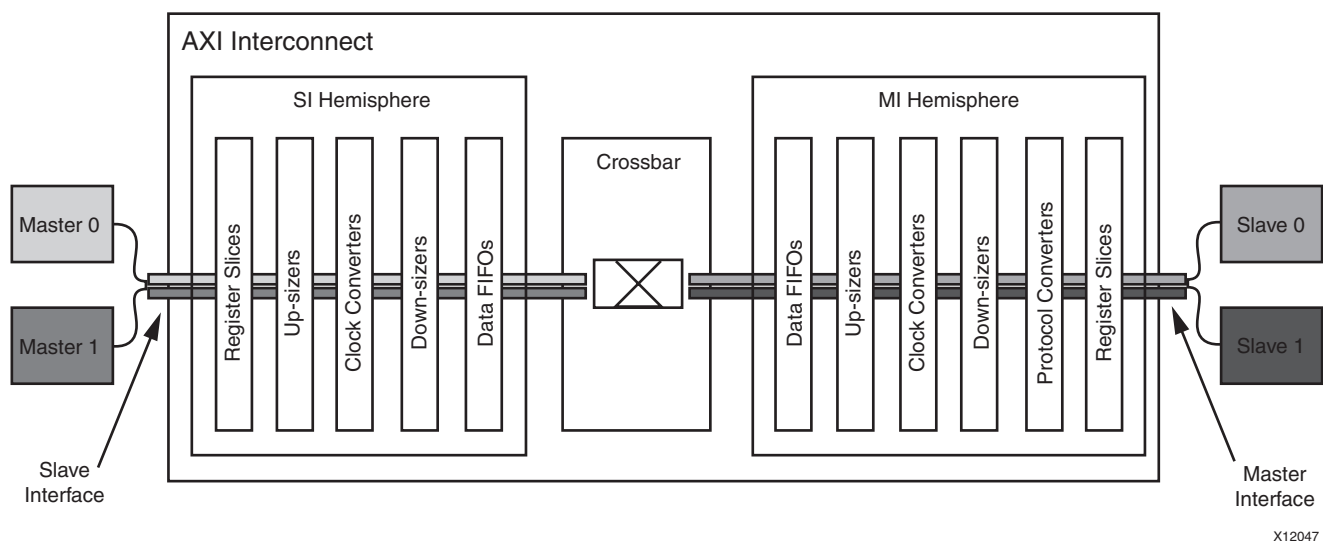 AXI Interconnect
SI Hemisphere
MI Hemisphere
Master 0
Master 1
Register Slices
Up-sizers
Clock Converters
Down-sizers
Data FIFOs
Crossbar
Data FIFOs
Up-sizers
Clock Converters
Down-sizers
Protocol Converters
Register Slices
Slave 0
Slave 1
Slave
Interface
Master
Interface
X12047